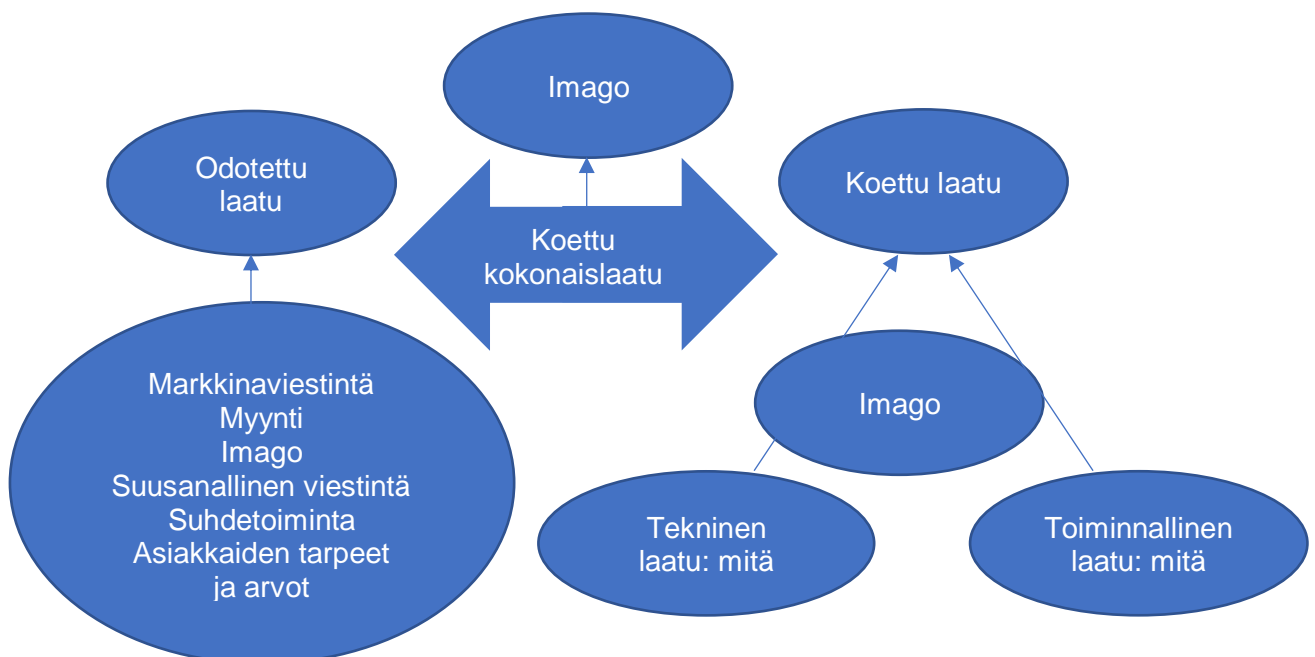 Imago
Odotettu
laatu
Koettu laatu
Koettu
kokonaislaatu
Markkinaviestintä
Myynti
Imago
Suusanallinen viestintä
Suhdetoiminta
Asiakkaiden tarpeet
ja arvot
Imago
Tekninen
laatu: mitä
Toiminnallinen
laatu: mitä